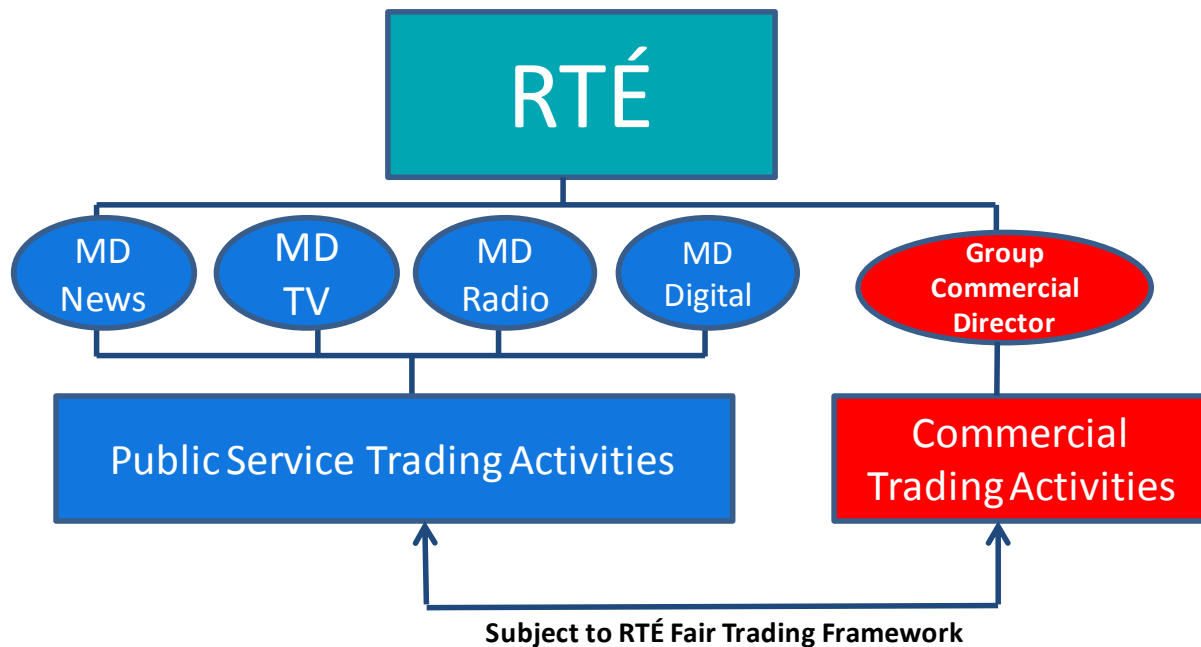 RTÉ
MD
News
MD
TV
MD
Radio
MD
Digital
Group
Commercial
Director
Public Service Trading Activities
Commercial
Trading Activities
Subject to RTÉ Fair Trading Framework